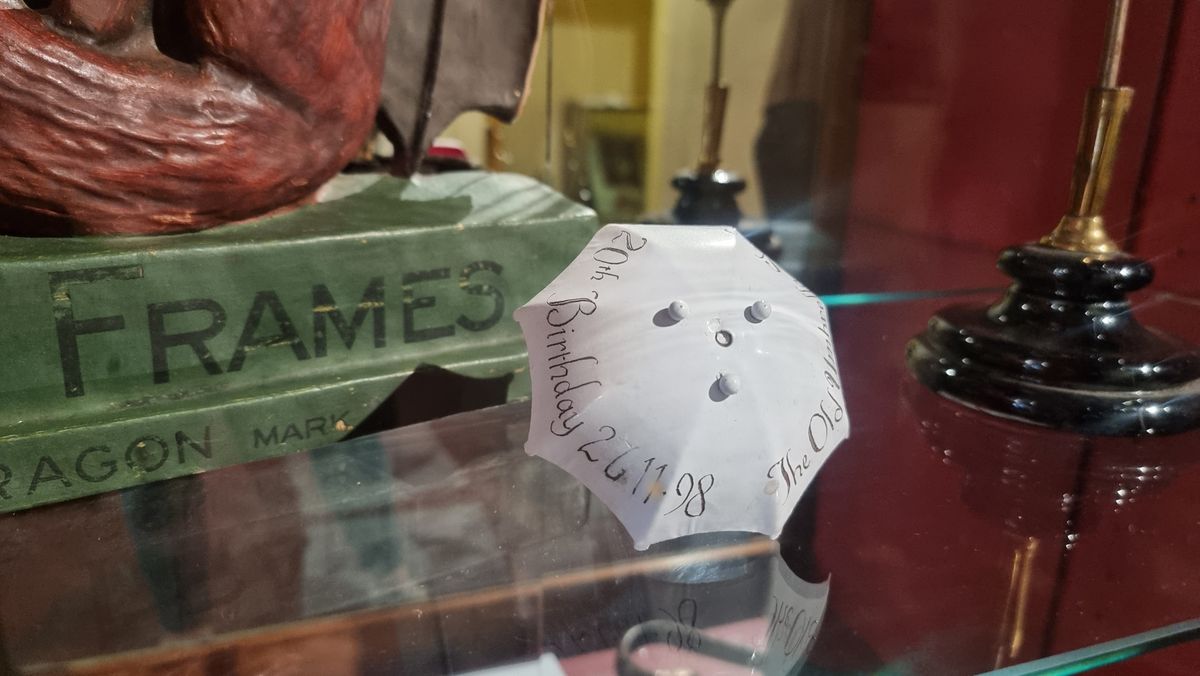 FRAMES
RAGON MARK
20th Birthday 26.11.98
The Old